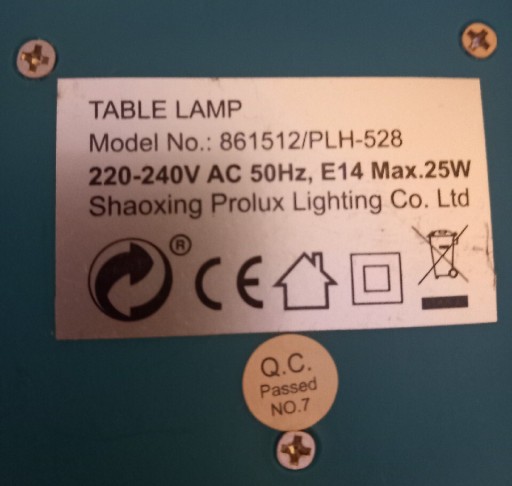 TABLE LAMP
Model No.: 861512/PLH-528
220-240V AC 50Hz, E14 Max.25W
Shaoxing Prolux Lighting Co. Ltd
®
CE
Q.C.
Passed
NO.7